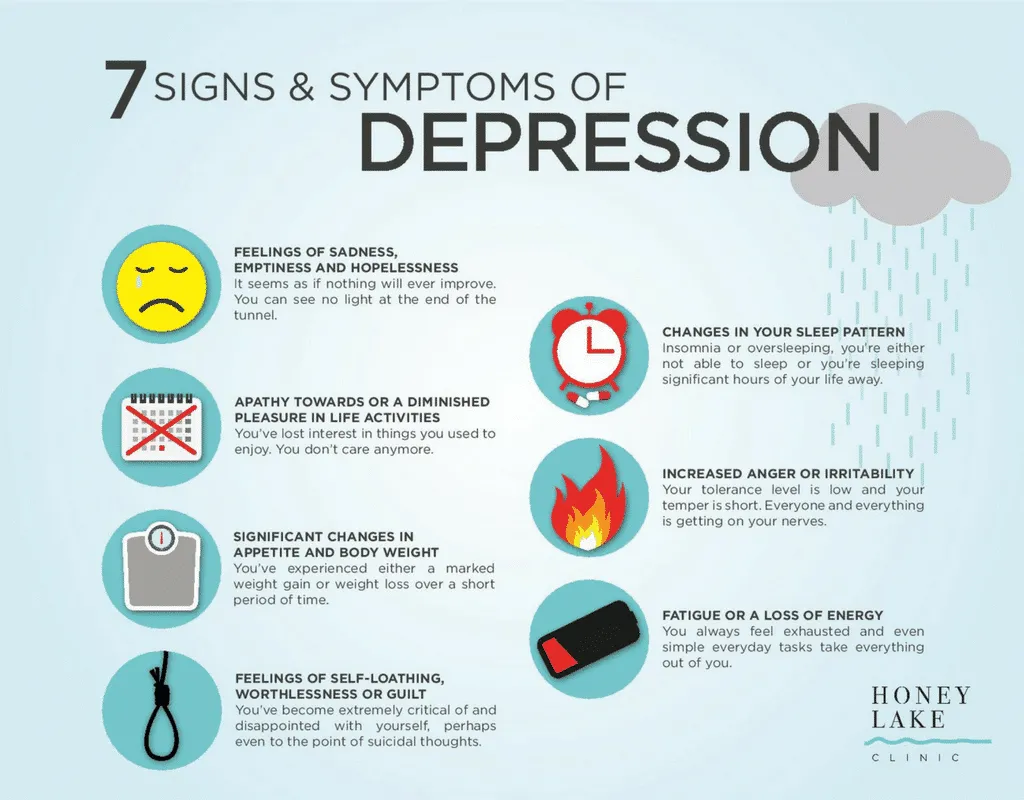 7 SIGNS & SYMPTOMS OF
DEPRESSION
FEELINGS OF SADNESS,
EMPTINESS AND HOPELESSNESS
It seems as if nothing will ever improve.
You can see no light at the end of the
tunnel.
APATHY TOWARDS OR A DIMINISHED
PLEASURE IN LIFE ACTIVITIES
You've lost interest in things you used to
enjoy. You don't care anymore.
SIGNIFICANT CHANGES IN
APPETITE AND BODY WEIGHT
You've experienced either a marked
weight gain or weight loss over a short
period of time.
FEELINGS OF SELF-LOATHING,
WORTHLESSNESS OR GUILT
You've become extremely critical of and
disappointed with yourself, perhaps
even to the point of suicidal thoughts.
CHANGES IN YOUR SLEEP PATTERN
Insomnia or oversleeping, you're either
not able to sleep or you're sleeping
significant hours of your life away.
INCREASED ANGER OR IRRITABILITY
Your tolerance level is low and your
temper is short. Everyone and everything
is getting on your nerves.
FATIGUE OR A LOSS OF ENERGY
You always feel exhausted and even
simple everyday tasks take everything
out of you.
HONEY
LAKE
CLINIC